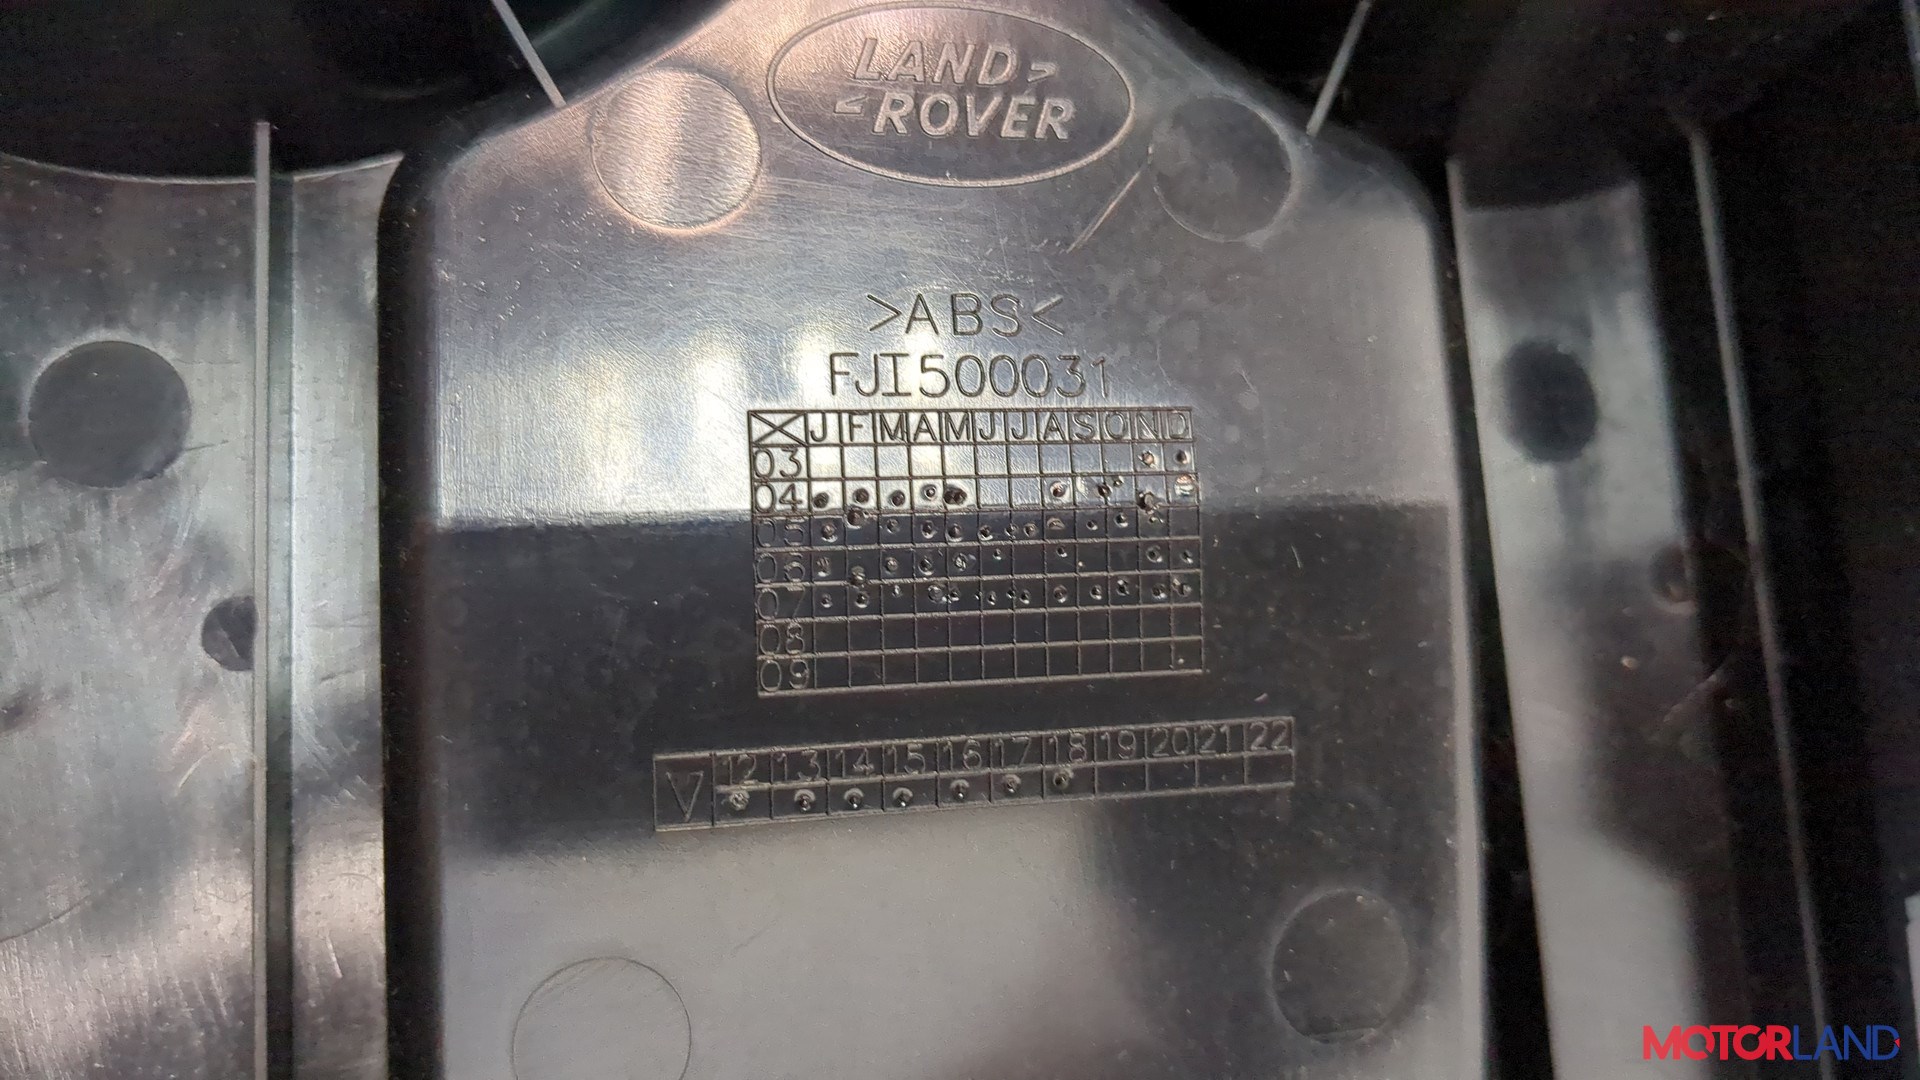 LAND
ROVER
>ABS<
FJI500031
J F M A M J J A S O N D
03
04
05
06
07
08
09
12 13 14 15 16 17 18 19 20 21 22
MOTORLAND